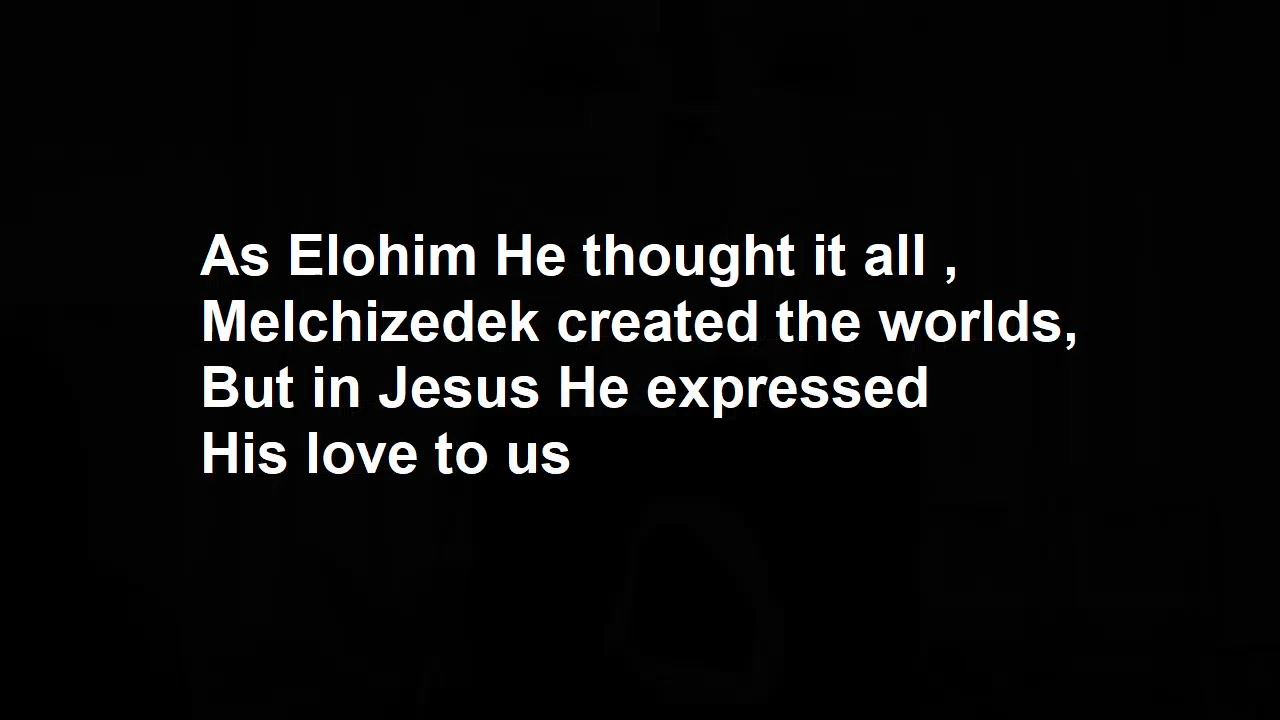 As Elohim He thought it all ,
Melchizedek created the worlds,
But in Jesus He expressed
His love to us